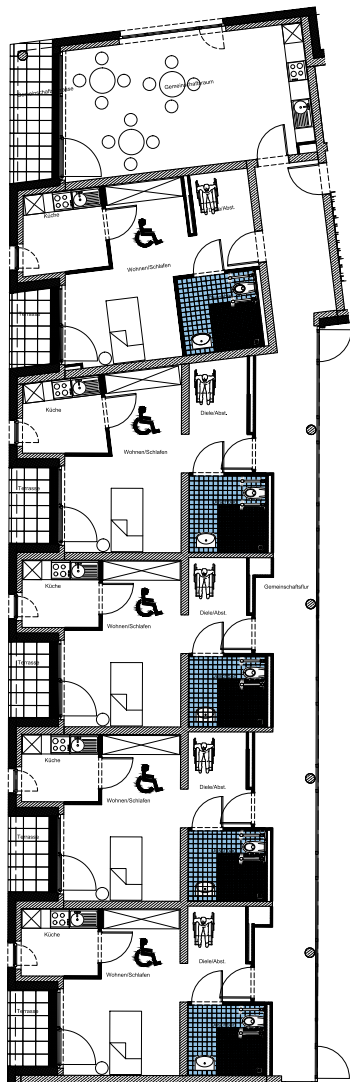 Gemeinschaftsraum
Küche
Diele/Abst.
Wohnen/Schlafen
Terrasse
Küche
Diele/Abst.
Wohnen/Schlafen
Terrasse
Küche
Gemeinschaftsflur
Diele/Abst.
Wohnen/Schlafen
Terrasse
Küche
Diele/Abst.
Wohnen/Schlafen
Terrasse
Küche
Diele/Abst.
Wohnen/Schlafen
Terrasse